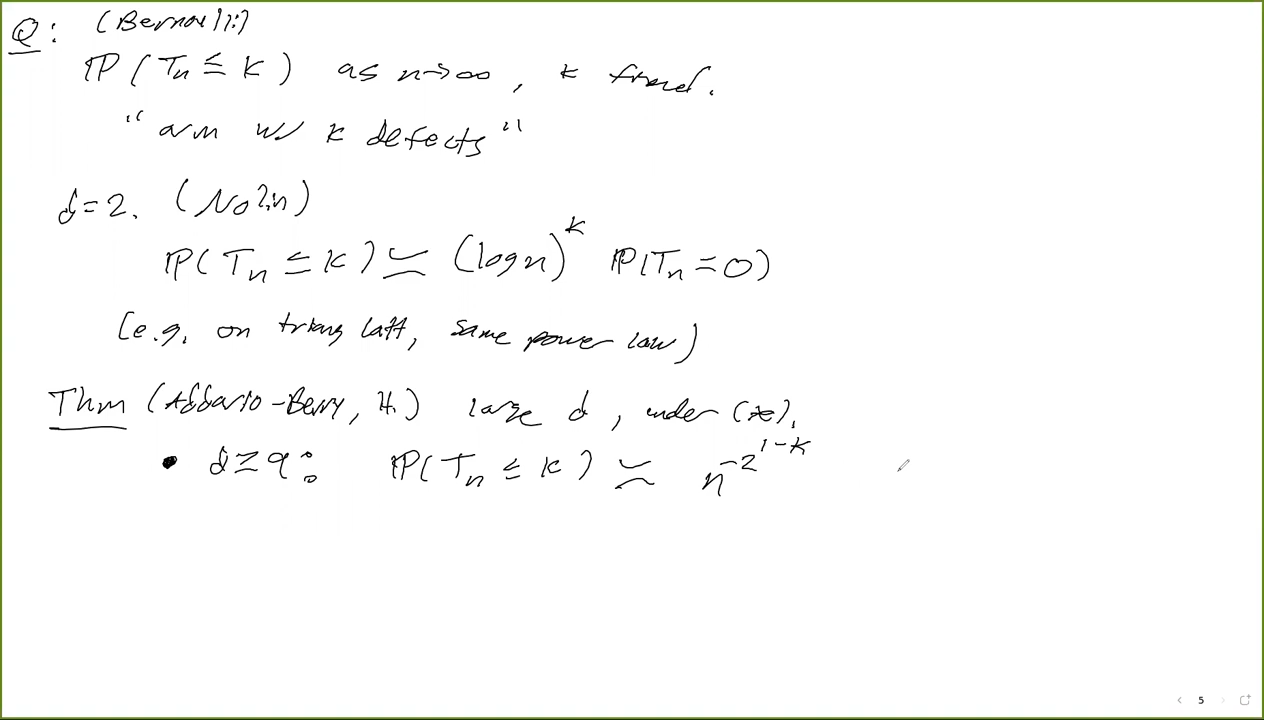 Q: (Bernoulli)
ℙ(Tₙ ≤ k) as n→∞, k fixed.
"arm w/ k defects"
d=2. (Nolin)
ℙ(Tₙ ≤ k) ≍ (log n)^k ℙ(Tₙ = 0)
(e.g. on triang latt, same power law)
Thm (Addario-Berry, H.) large d, under (*).
• d≥9: ℙ(Tₙ ≤ k) ≍ n^{-2^{1-k}}
5